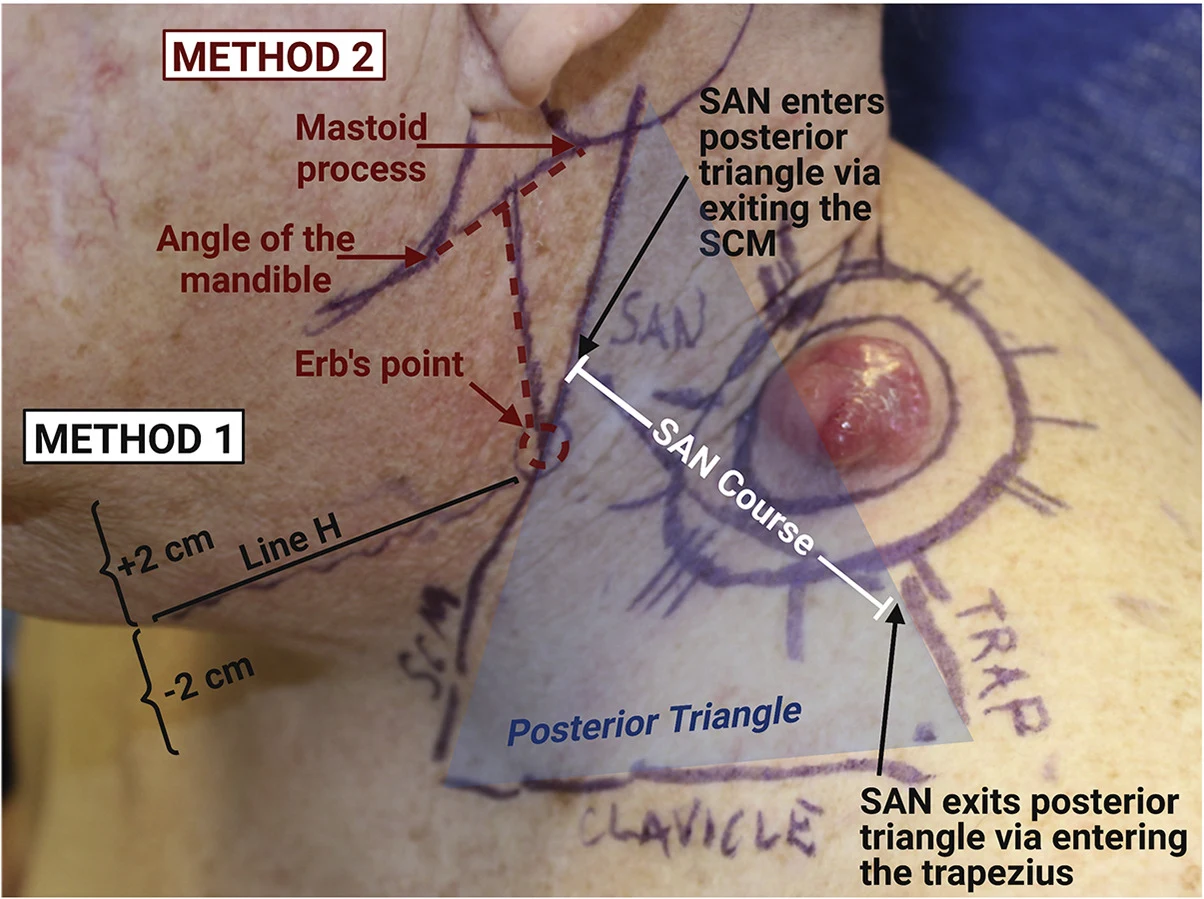 METHOD 2
Mastoid
process
SAN enters
posterior
triangle via
exiting the
SCM
Angle of the
mandible
SAN
Erb's point
METHOD 1
SAN Course
+2 cm
Line H
-2 cm
SCM
TRAP
Posterior Triangle
CLAVICLE
SAN exits posterior
triangle via entering
the trapezius